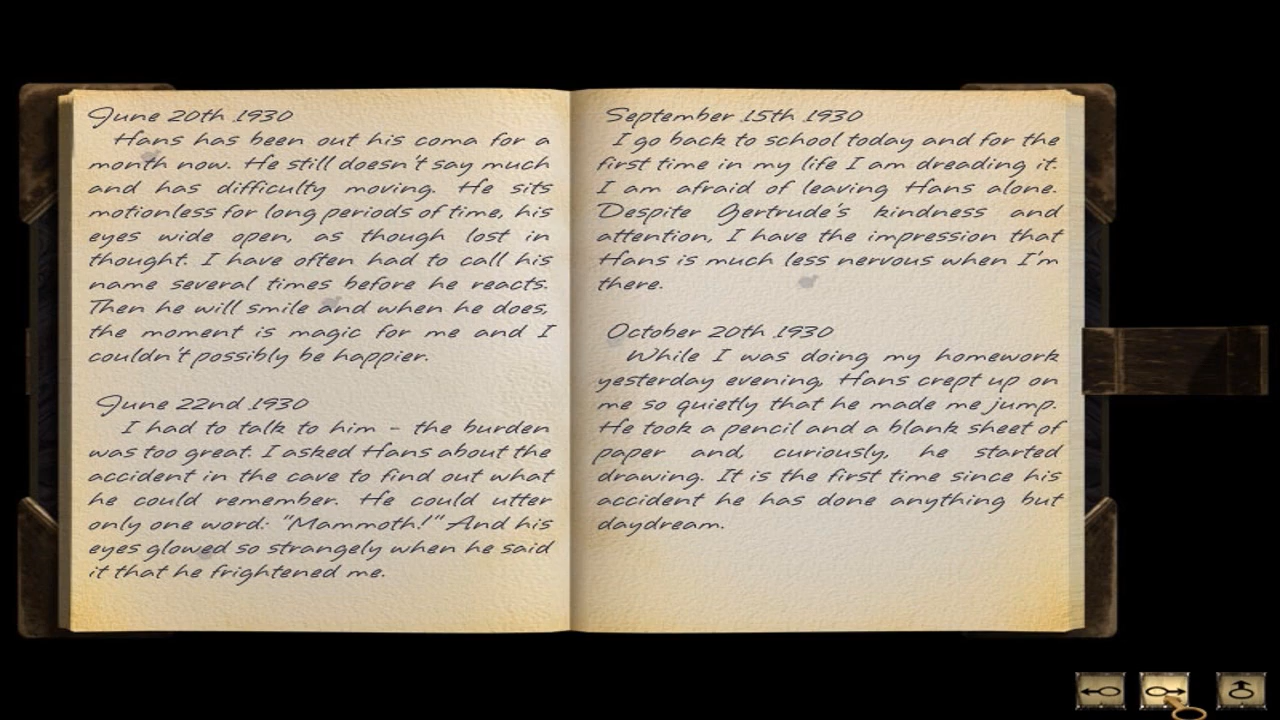 June 20th 1930
Hans has been out his coma for a
month now. He still doesn't say much
and has difficulty moving. He sits
motionless for long periods of time, his
eyes wide open, as though lost in
thought. I have often had to call his
name several times before he reacts.
Then he will smile and when he does,
the moment is magic for me and I
couldn't possibly be happier.
June 22nd 1930
I had to talk to him - the burden
was too great. I asked Hans about the
accident in the cave to find out what
he could remember. He could utter
only one word: "Mammoth!" And his
eyes glowed so strangely when he said
it that he frightened me.
September 15th 1930
I go back to school today and for the
first time in my life I am dreading it.
I am afraid of leaving Hans alone.
Despite Gertrude's kindness and
attention, I have the impression that
Hans is much less nervous when I'm
there.
October 20th 1930
While I was doing my homework
yesterday evening, Hans crept up on
me so quietly that he made me jump.
He took a pencil and a blank sheet of
paper and, curiously, he started
drawing. It is the first time since his
accident he has done anything but
daydream.